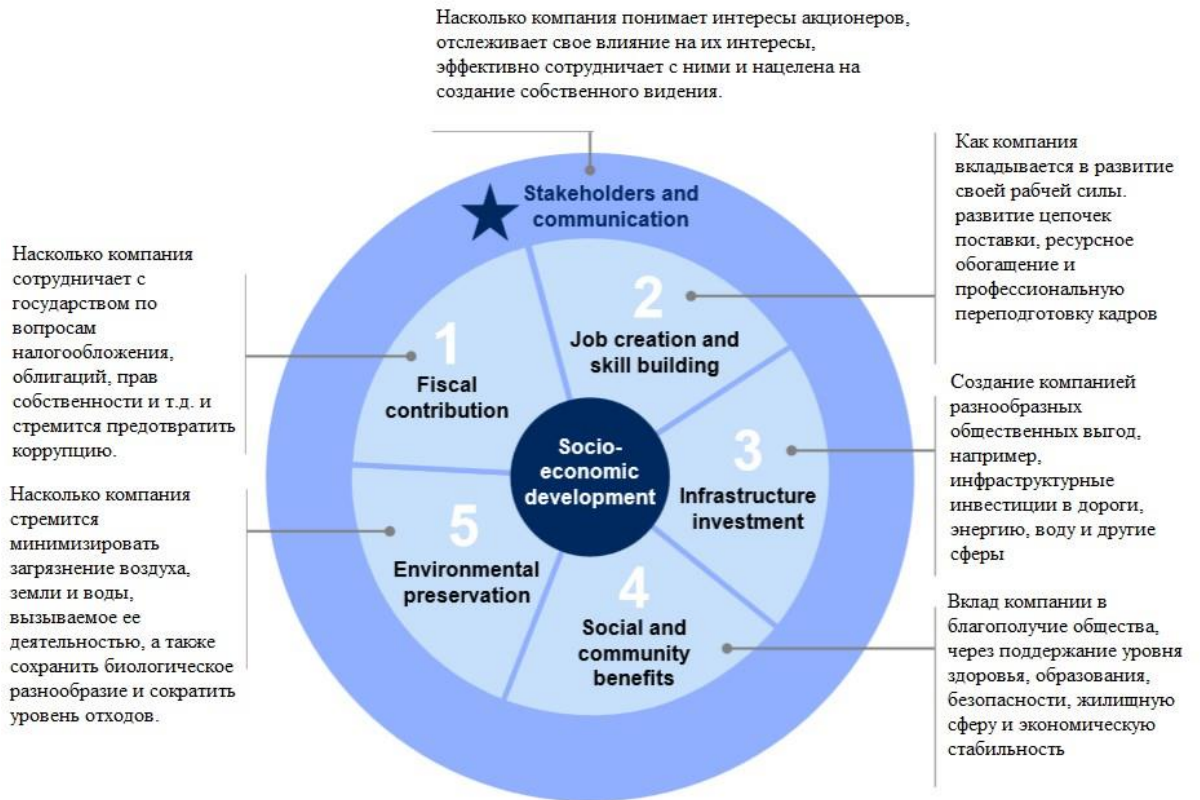 Насколько компания понимает интересы акционеров,
отслеживает свое влияние на их интересы,
эффективно сотрудничает с ними и нацелена на
создание собственного видения.
Stakeholders and
communication
Насколько компания
сотрудничает с
государством по
вопросам
налогообложения,
облигаций, прав
собственности и т.д. и
стремится предотвратить
коррупцию.
1
Fiscal
contribution
2
Job creation and
skill building
Как компания
вкладывается в развитие
своей рабчей силы.
развитие цепочек
поставки, ресурсное
обогащение и
профессиональную
переподготовку кадров
Socio-
economic
development
3
Infrastructure
investment
Создание компанией
разнообразных
общественных выгод,
например,
инфраструктурные
инвестиции в дороги,
энергию, воду и другие
сферы
Насколько компания
стремится
минимизировать
загрязнение воздуха,
земли и воды,
вызываемое ее
деятельностью, а также
сохранить биологическое
разнообразие и сократить
уровень отходов.
5
Environmental
preservation
4
Social and
community
benefits
Вклад компании в
благополучие общества,
через поддержание уровня
здоровья, образования,
безопасности, жилищную
сферу и экономическую
стабильность